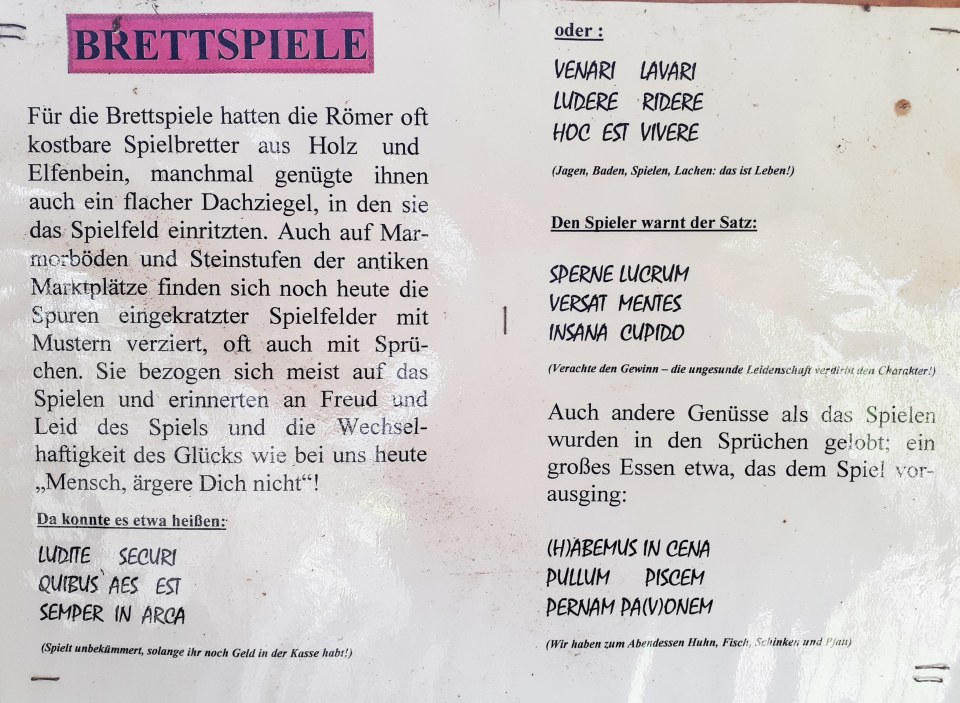 BRETTSPIELE
Für die Brettspiele hatten die Römer oft
kostbare Spielbretter aus Holz und
Elfenbein, manchmal genügte ihnen
auch ein flacher Dachziegel, in den sie
das Spielfeld einritzten. Auch auf Mar-
morböden und Steinstufen der antiken
Marktplätze finden sich noch heute die
Spuren eingekratzter Spielfelder mit
Mustern verziert, oft auch mit Sprü-
chen. Sie bezogen sich meist auf das
Spielen und erinnerten an Freud und
Leid des Spiels und die Wechsel-
haftigkeit des Glücks wie bei uns heute
„Mensch, ärgere Dich nicht“!
Da konnte es etwa heißen:
LUDITE SECURI
QUIBUS AES EST
SEMPER IN ARCA
(Spielt unbekümmert, solange ihr noch Geld in der Kasse habt!)
oder :
VENARI LAVARI
LUDERE RIDERE
HOC EST VIVERE
(Jagen, Baden, Spielen, Lachen: das ist Leben!)
Den Spieler warnt der Satz:
SPERNE LUCRUM
VERSAT MENTES
INSANA CUPIDO
(Verachte den Gewinn – die ungesunde Leidenschaft verdirbt den Charakter!)
Auch andere Genüsse als das Spielen
wurden in den Sprüchen gelobt; ein
großes Essen etwa, das dem Spiel vor-
ausging:
(H)ABEMUS IN CENA
PULLUM PISCEM
PERNAM PA(V)ONEM
(Wir haben zum Abendessen Huhn, Fisch, Schinken und Pfau)